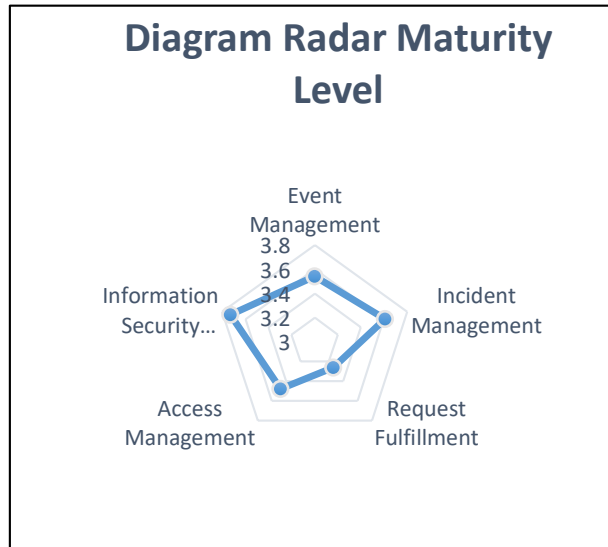 Diagram Radar Maturity
Level
Event
Management
3.8
3.6
3.4
3.2
3
Information
Security...
Incident
Management
Access
Management
Request
Fulfillment